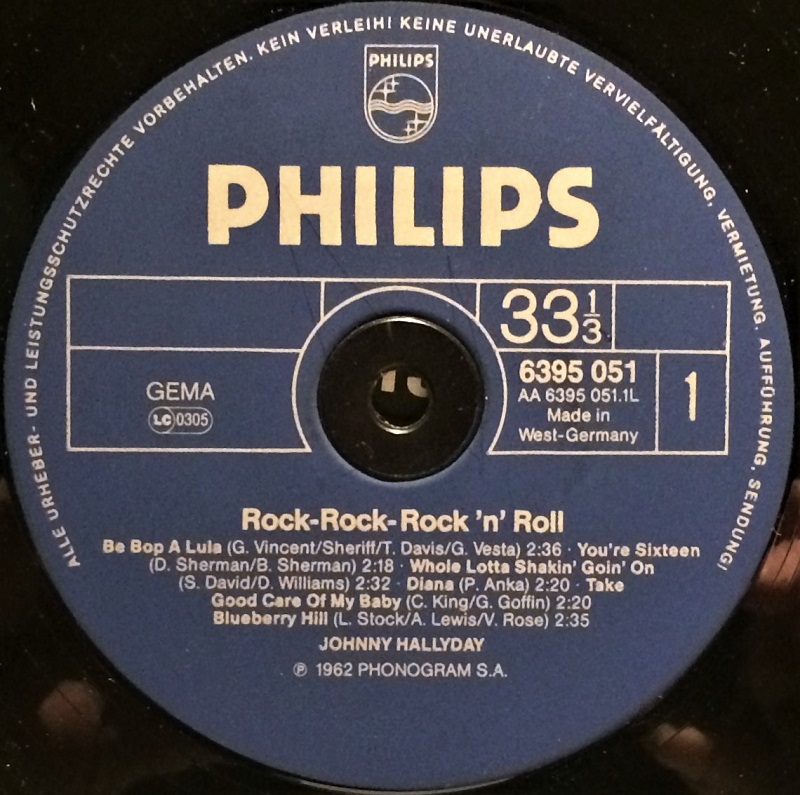 ALLE URHEBER- UND LEISTUNGSSCHUTZRECHTE VORBEHALTEN. KEIN VERLEIH! KEINE UNERLAUBTE VERVIELFÄLTIGUNG, VERMIETUNG, AUFFÜHRUNG, SENDUNG!
PHILIPS
PHILIPS
33 1/3
GEMA
LC 0305
6395 051
AA 6395 051.1L
Made in
West-Germany
1
Rock-Rock-Rock 'n' Roll
Be Bop A Lula (G. Vincent/Sheriff/T. Davis/G. Vesta) 2:36 · You're Sixteen
(D. Sherman/B. Sherman) 2:18 · Whole Lotta Shakin' Goin' On
(S. David/D. Williams) 2:32 · Diana (P. Anka) 2:20 · Take
Good Care Of My Baby (C. King/G. Goffin) 2:20
Blueberry Hill (L. Stock/A. Lewis/V. Rose) 2:35
JOHNNY HALLYDAY
℗ 1962 PHONOGRAM S.A.